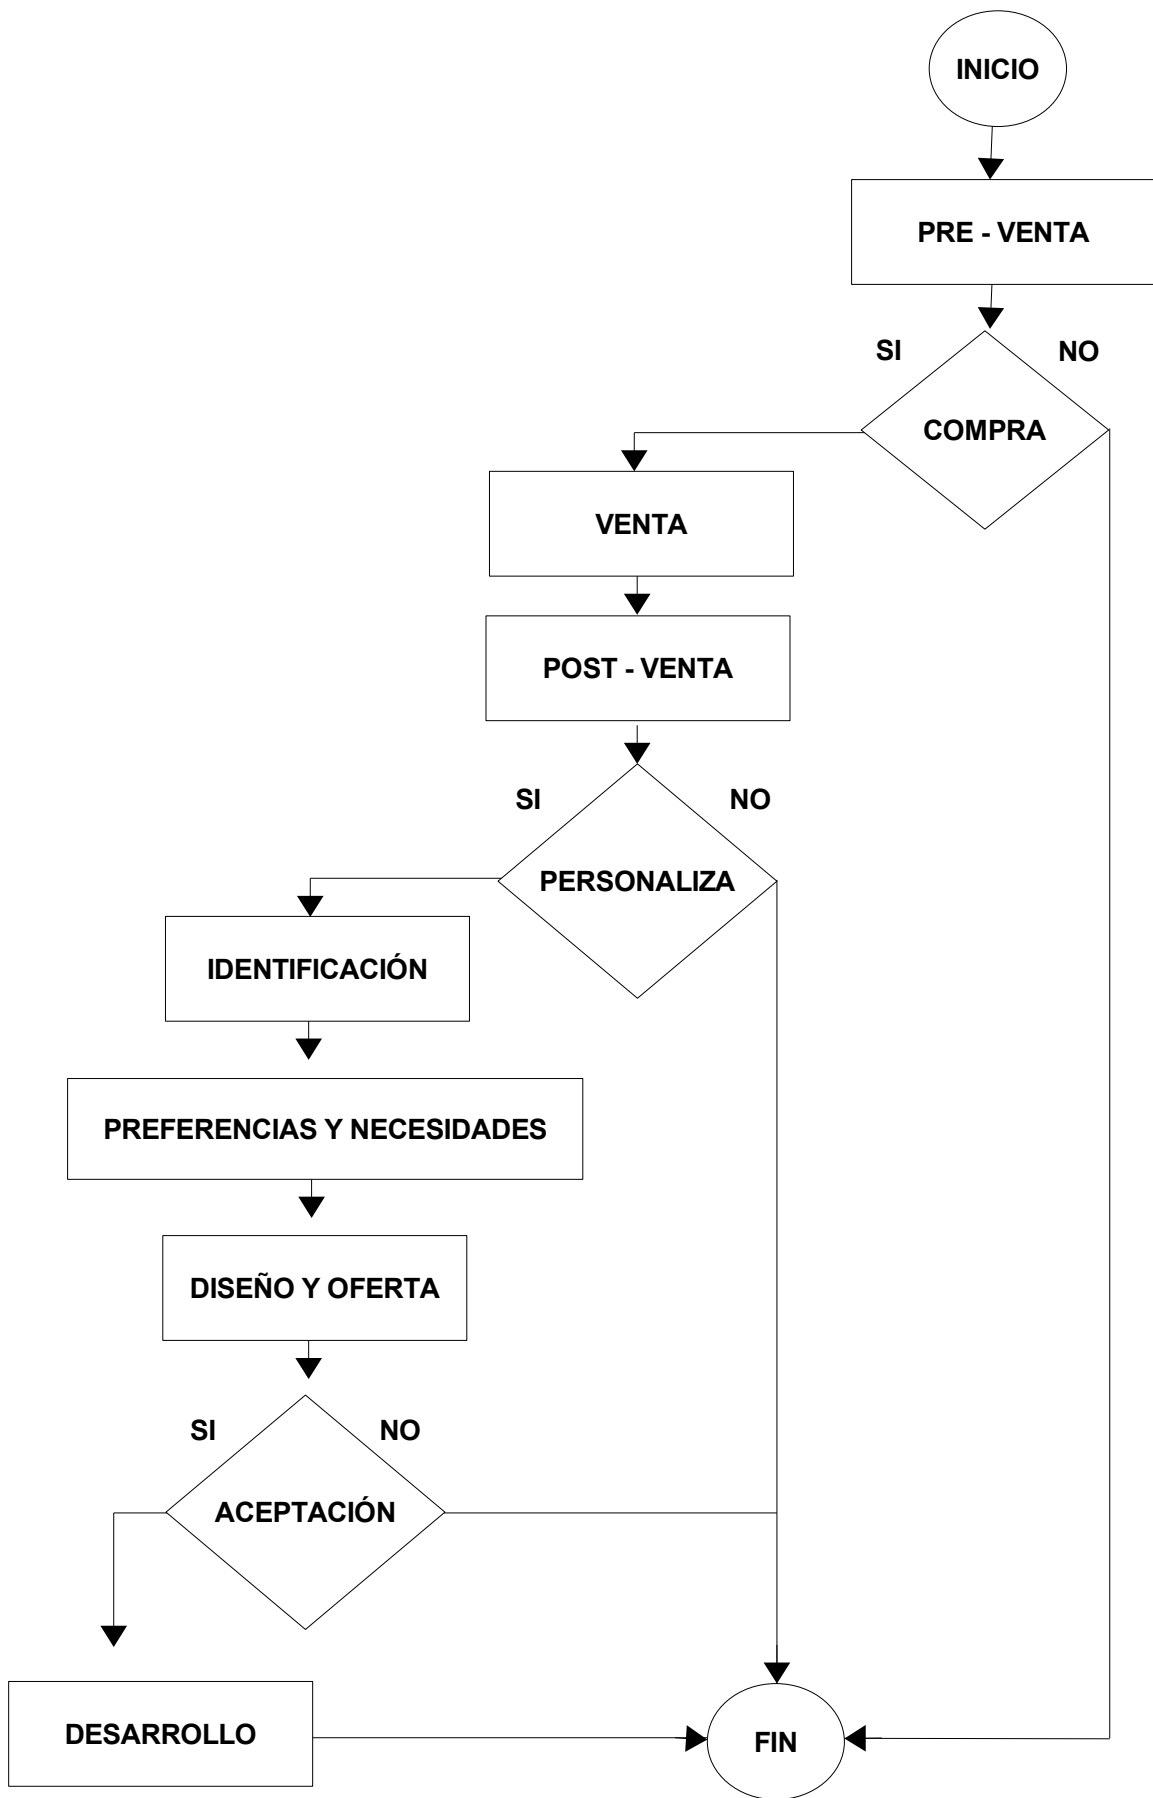 INICIO
PRE - VENTA
SI
NO
COMPRA
VENTA
POST - VENTA
SI
NO
PERSONALIZA
IDENTIFICACIÓN
PREFERENCIAS Y NECESIDADES
DISEÑO Y OFERTA
SI
NO
ACEPTACIÓN
DESARROLLO
FIN